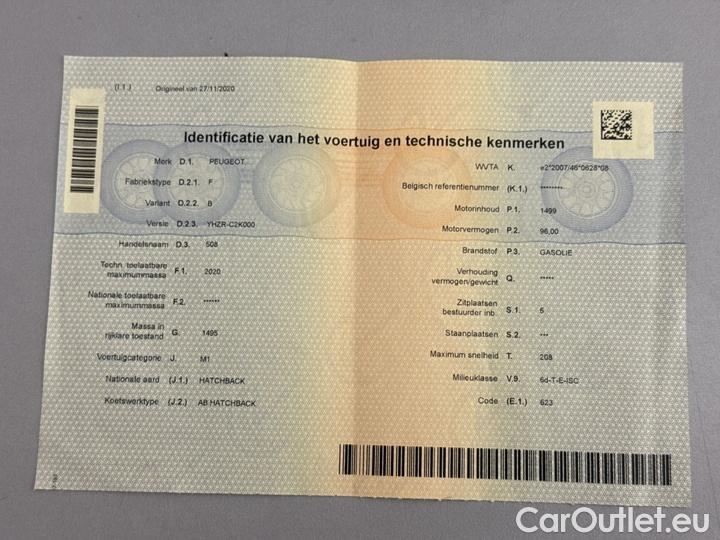 (I.1.) Origineel van 27/11/2020
Identificatie van het voertuig en technische kenmerken
Merk D.1. PEUGEOT
Fabriekstype D.2.1. F
Variant D.2.2. B
Versie D.2.3. YHZR-C2K000
Handelsnaam D.3. 508
Techn. toelaatbare
maximummassa F.1. 2020
Nationale toelaatbare
maximummassa F.2. ******
Massa in
rijklare toestand G. 1495
Voertuigcategorie J. M1
Nationale aard (J.1.) HATCHBACK
Koetswerktype (J.2.) AB HATCHBACK
WVTA K. e2*2007/46*0628*08
Belgisch referentienummer (K.1.) ********
Motorinhoud P.1. 1499
Motorvermogen P.2. 96,00
Brandstof P.3. GASOLIE
Verhouding
vermogen/gewicht Q. *****
Zitplaatsen
bestuurder inb. S.1. 5
Staanplaatsen S.2. ***
Maximum snelheid T. 208
Milieuklasse V.9. 6d-T-E-ISC
Code (E.1.) 623
CarOutlet.eu